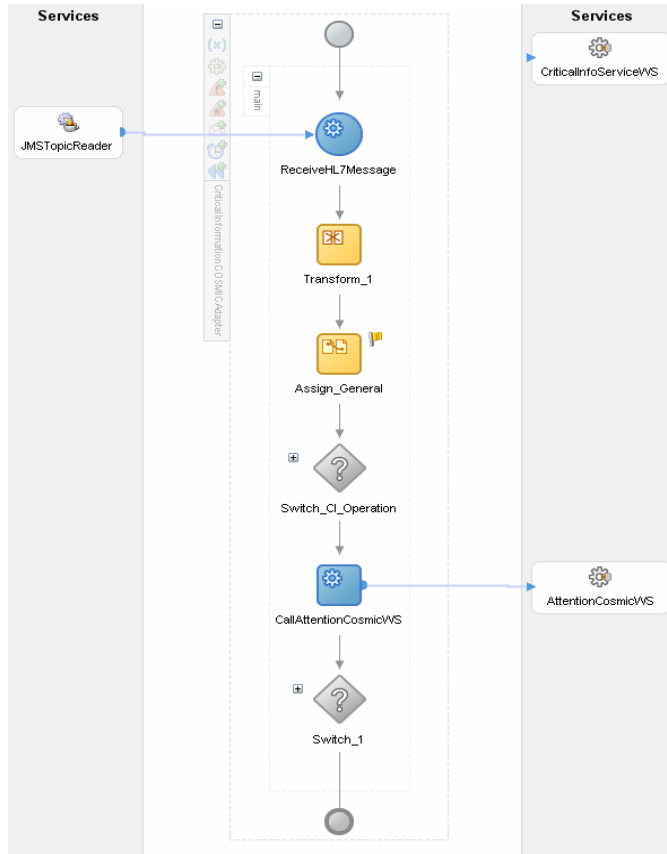 Services
Services
(x)
CriticalInfoServiceWS
main
JMSTopicReader
ReceiveHL7Message
CriticalInformationCOSMICAdapter
Transform_1
Assign_General
Switch_CI_Operation
CallAttentionCosmicWS
AttentionCosmicWS
Switch_1